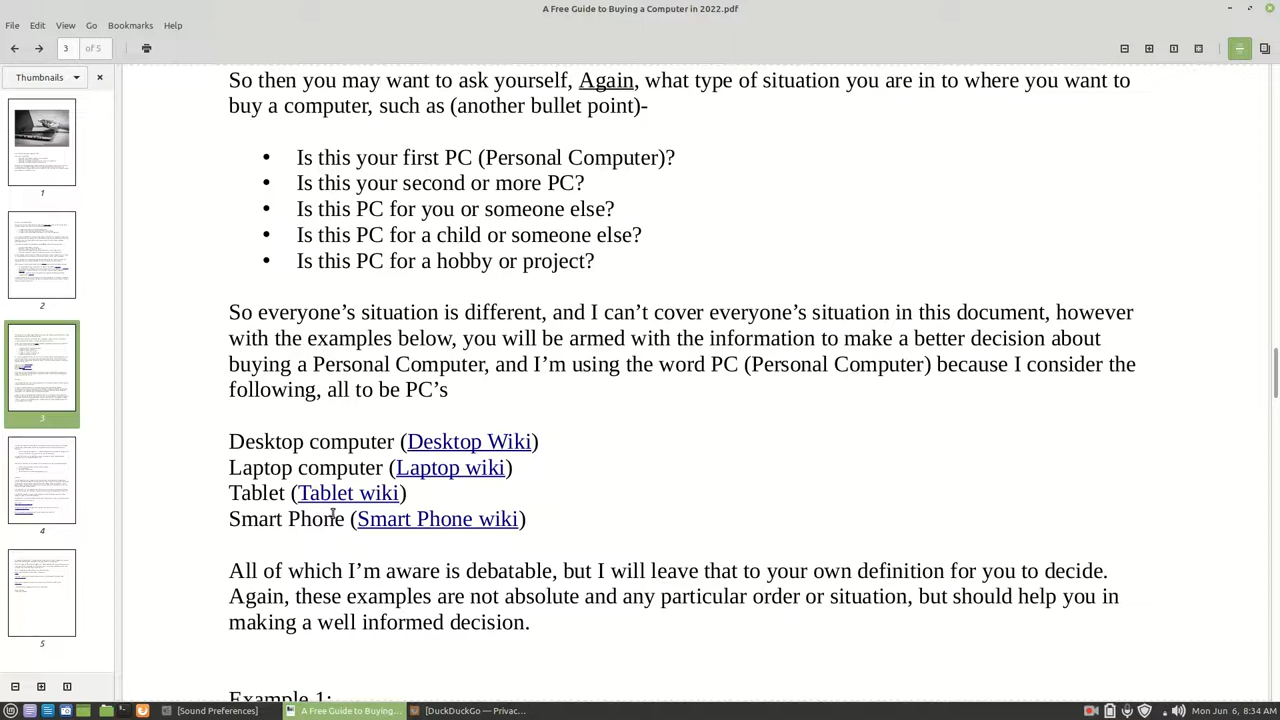 A Free Guide to Buying a Computer in 2022.pdf
File Edit View Go Bookmarks Help
3 of 5
Thumbnails
So then you may want to ask yourself, Again, what type of situation you are in to where you want to
buy a computer, such as (another bullet point)-
• Is this your first PC (Personal Computer)?
• Is this your second or more PC?
• Is this PC for you or someone else?
• Is this PC for a child or someone else?
• Is this PC for a hobby or project?
So everyone’s situation is different, and I can’t cover everyone’s situation in this document, however
with the examples below, you will be armed with the information to make a better decision about
buying a Personal Computer, and I’m using the word PC (Personal Computer) because I consider the
following, all to be PC’s
Desktop computer (Desktop Wiki)
Laptop computer (Laptop wiki)
Tablet (Tablet wiki)
Smart Phone (Smart Phone wiki)
All of which I’m aware is debatable, but I will leave that to your own definition for you to decide.
Again, these examples are not absolute and any particular order or situation, but should help you in
making a well informed decision.
Example 1:
1
2
3
4
5
[Sound Preferences]
A Free Guide to Buying...
[DuckDuckGo — Privac...
Mon Jun 6, 8:34 AM